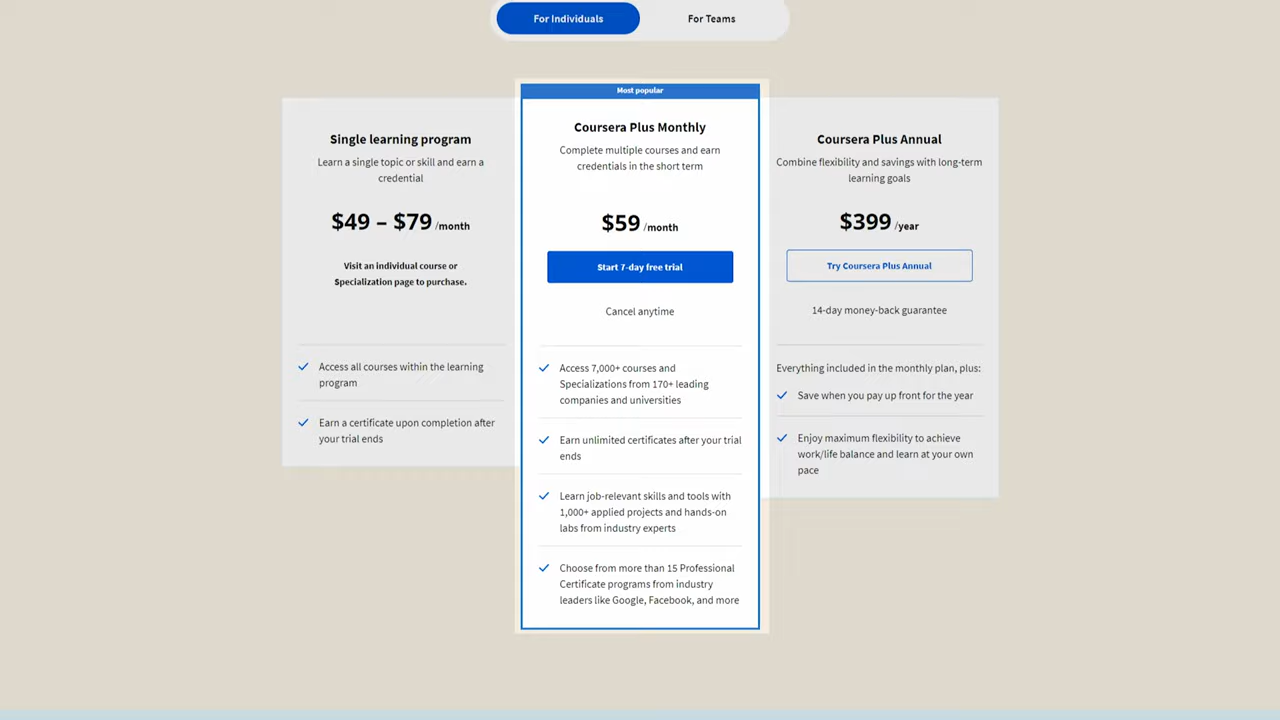 For Individuals
For Teams
Single learning program
Learn a single topic or skill and earn a
credential
$49 – $79 /month
Visit an individual course or
Specialization page to purchase.
Access all courses within the learning
program
Earn a certificate upon completion after
your trial ends
Most popular
Coursera Plus Monthly
Complete multiple courses and earn
credentials in the short term
$59 /month
Start 7-day free trial
Cancel anytime
Access 7,000+ courses and
Specializations from 170+ leading
companies and universities
Earn unlimited certificates after your trial
ends
Learn job-relevant skills and tools with
1,000+ applied projects and hands-on
labs from industry experts
Choose from more than 15 Professional
Certificate programs from industry
leaders like Google, Facebook, and more
Coursera Plus Annual
Combine flexibility and savings with long-term
learning goals
$399 /year
Try Coursera Plus Annual
14-day money-back guarantee
Everything included in the monthly plan, plus:
Save when you pay up front for the year
Enjoy maximum flexibility to achieve
work/life balance and learn at your own
pace